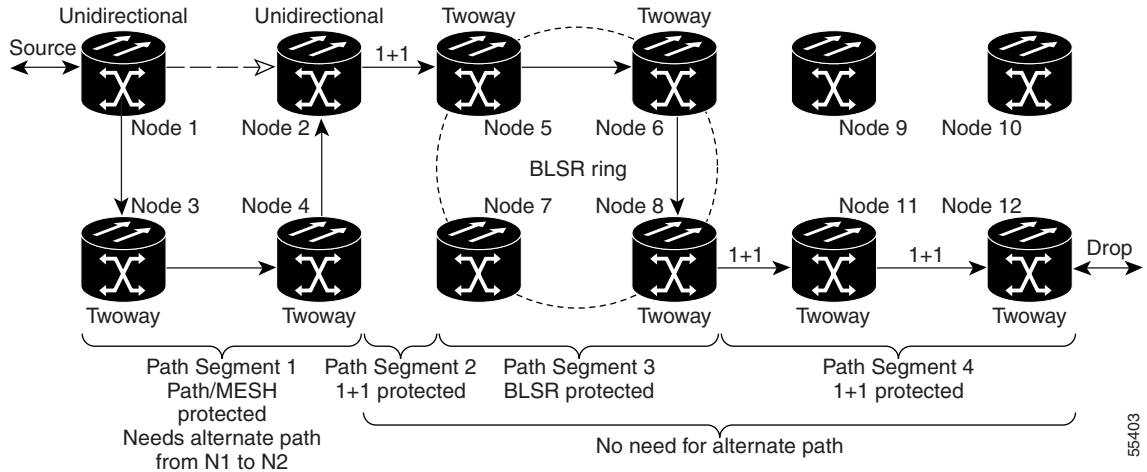 Unidirectional
Unidirectional
Twoway
Twoway
Source
1+1
Node 1
Node 2
Node 5
Node 6
Node 9
Node 10
BLSR ring
Node 3
Node 4
Node 7
Node 8
Node 11
Node 12
1+1
1+1
Drop
Twoway
Twoway
Twoway
Twoway
Twoway
Path Segment 1
Path/MESH
protected
Needs alternate path
from N1 to N2
Path Segment 2
1+1 protected
Path Segment 3
BLSR protected
Path Segment 4
1+1 protected
No need for alternate path
55403